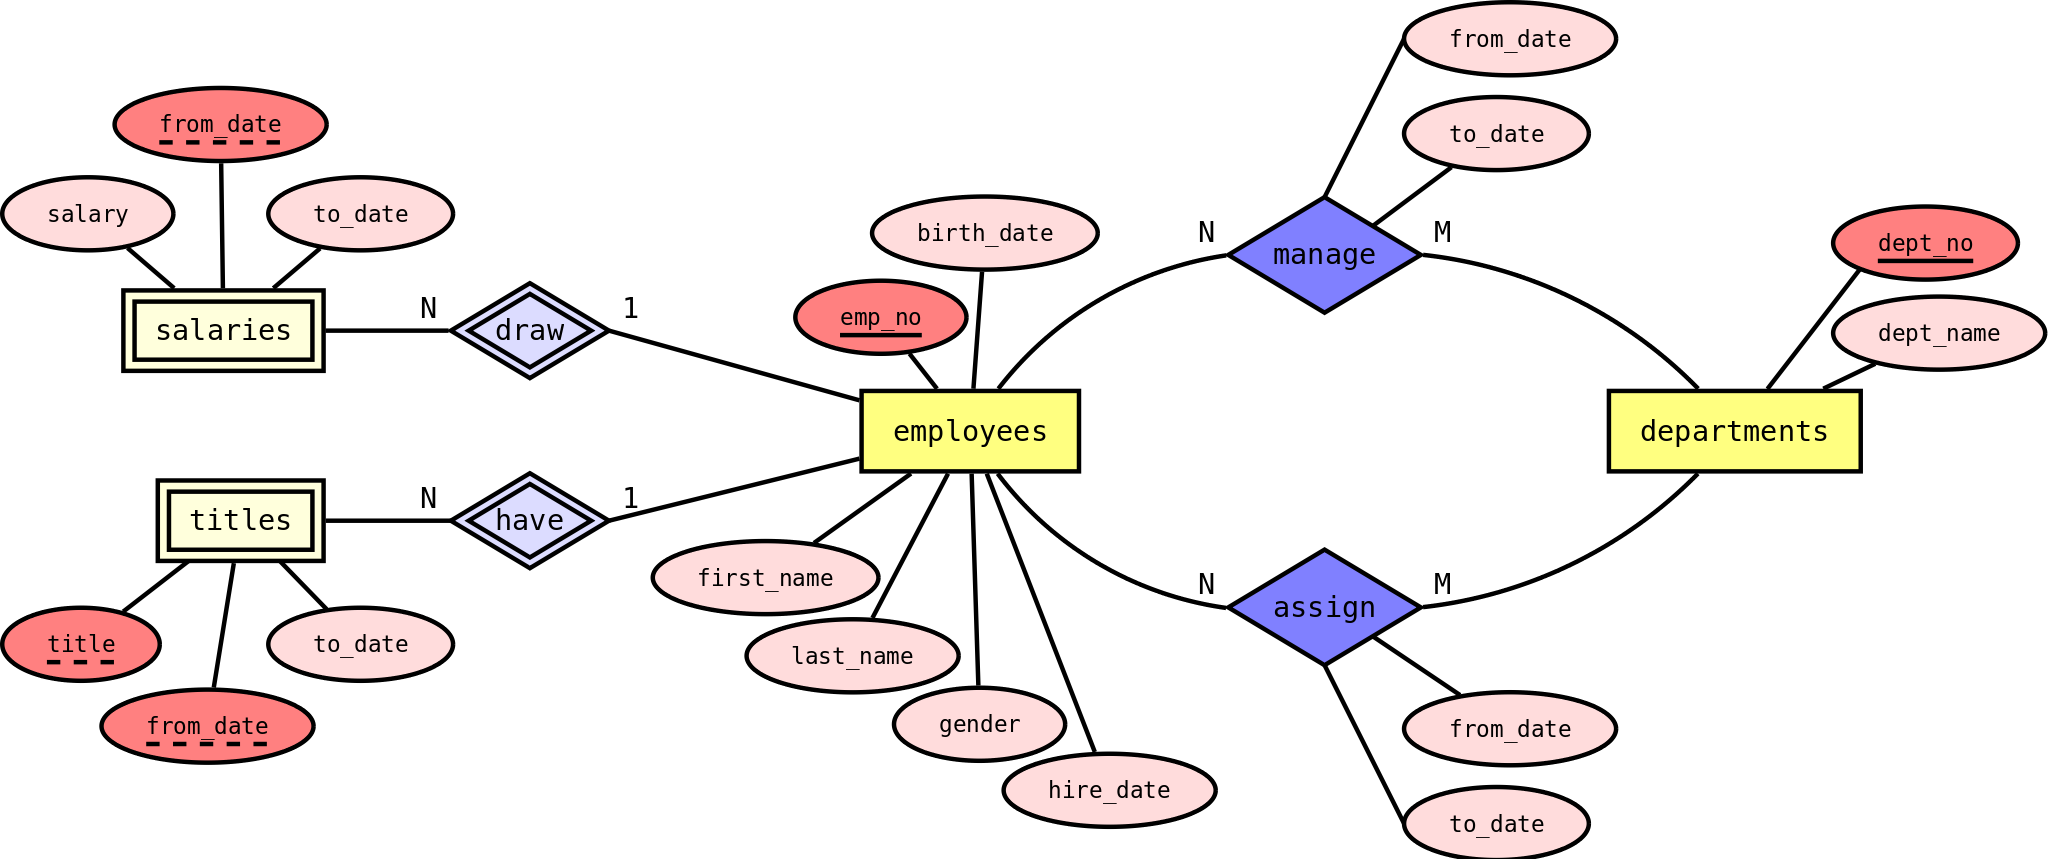 from_date
salary
to_date
salaries
N
draw
1
titles
N
have
1
title
from_date
to_date
birth_date
emp_no
employees
first_name
last_name
gender
hire_date
from_date
to_date
N
manage
M
dept_no
dept_name
departments
N
assign
M
from_date
to_date